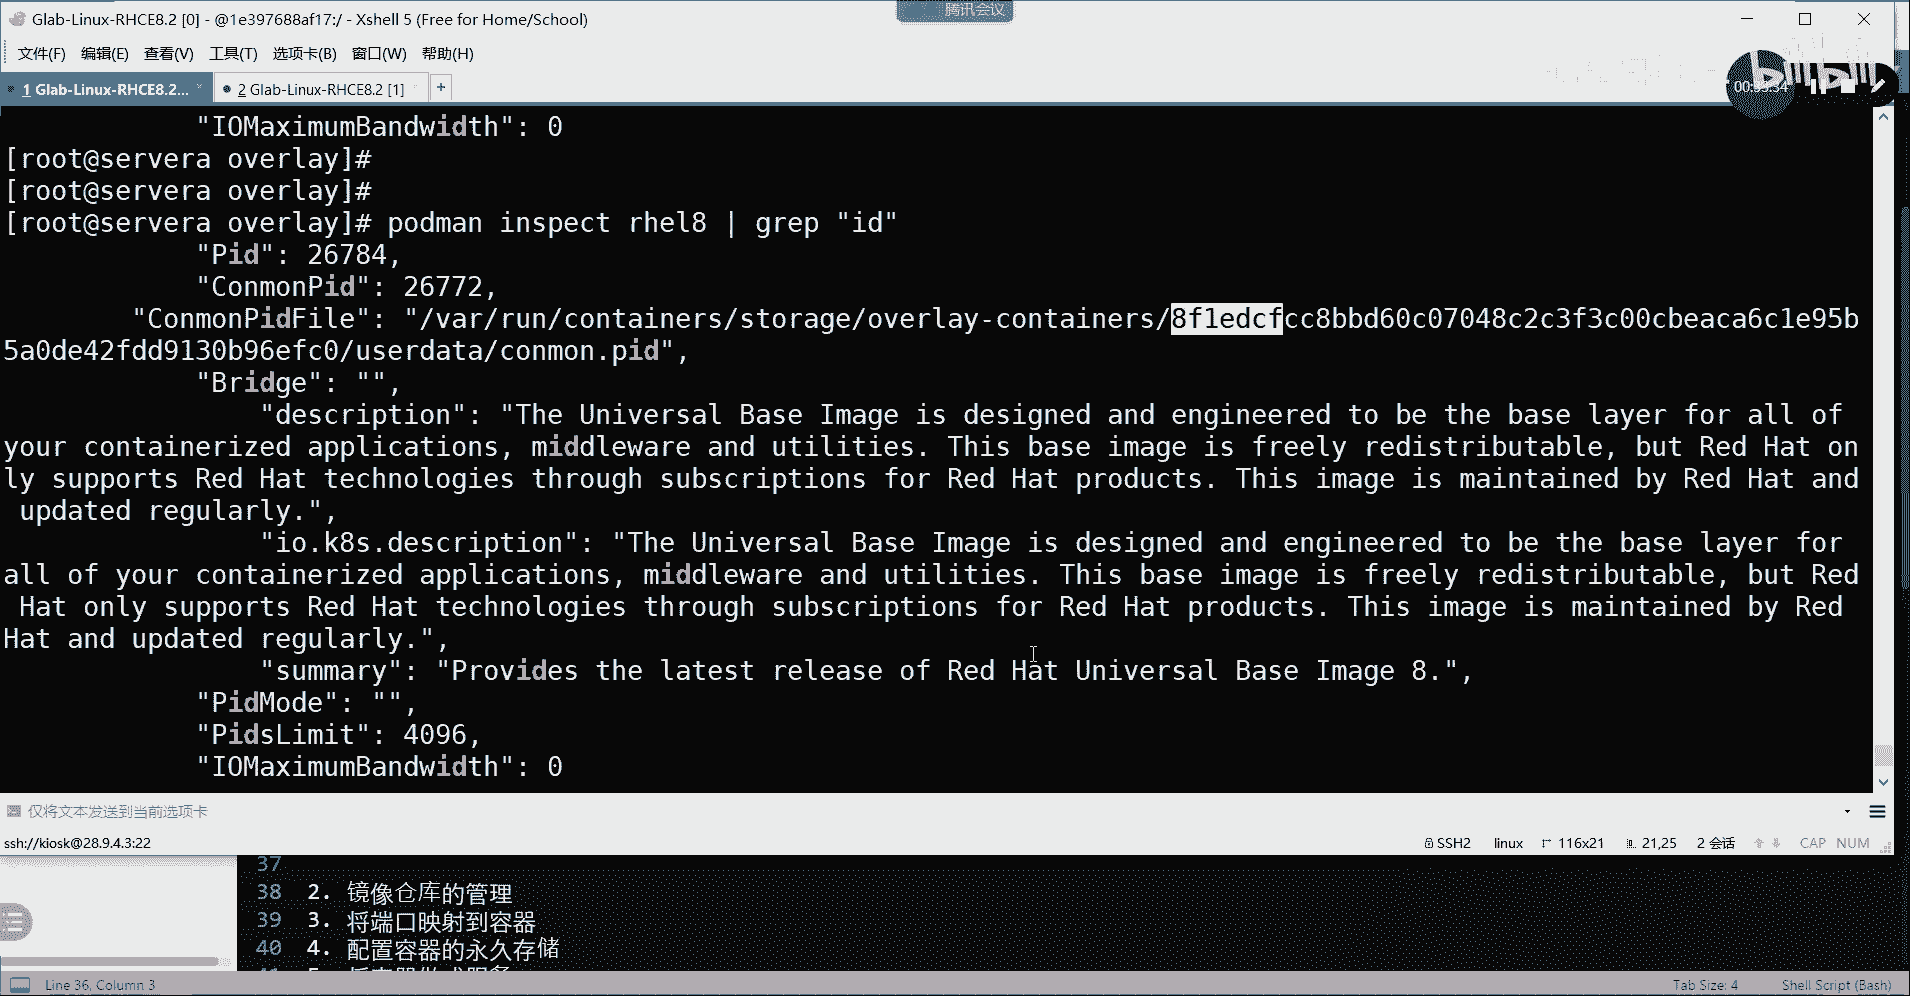 Glab-Linux-RHCE8.2 [0] - @1e397688af17:/ - Xshell 5 (Free for Home/School)
腾讯会议
文件(F) 编辑(E) 查看(V) 工具(T) 选项卡(B) 窗口(W) 帮助(H)
1 Glab-Linux-RHCE8.2... 2 Glab-Linux-RHCE8.2 [1] +
bilibili
00:55:34
"IOMaximumBandwidth": 0
[root@servera overlay]#
[root@servera overlay]#
[root@servera overlay]# podman inspect rhel8 | grep "id"
"Pid": 26784,
"ConmonPid": 26772,
"ConmonPidFile": "/var/run/containers/storage/overlay-containers/8f1edcfcc8bbd60c07048c2c3f3c00cbeaca6c1e95b
5a0de42fdd9130b96efc0/userdata/conmon.pid",
"Bridge": "",
"description": "The Universal Base Image is designed and engineered to be the base layer for all of
your containerized applications, middleware and utilities. This base image is freely redistributable, but Red Hat on
ly supports Red Hat technologies through subscriptions for Red Hat products. This image is maintained by Red Hat and
updated regularly.",
"io.k8s.description": "The Universal Base Image is designed and engineered to be the base layer for
all of your containerized applications, middleware and utilities. This base image is freely redistributable, but Red
Hat only supports Red Hat technologies through subscriptions for Red Hat products. This image is maintained by Red
Hat and updated regularly.",
"summary": "Provides the latest release of Red Hat Universal Base Image 8.",
"PidMode": "",
"PidsLimit": 4096,
"IOMaximumBandwidth": 0
仅将文本发送到当前选项卡
ssh://kiosk@28.9.4.3:22 SSH2 linux 116x21 21,25 2 会话 CAP NUM
37
38 2. 镜像仓库的管理
39 3. 将端口映射到容器
40 4. 配置容器的永久存储
Line 36, Column 3 Tab Size: 4 Shell Script (Bash)